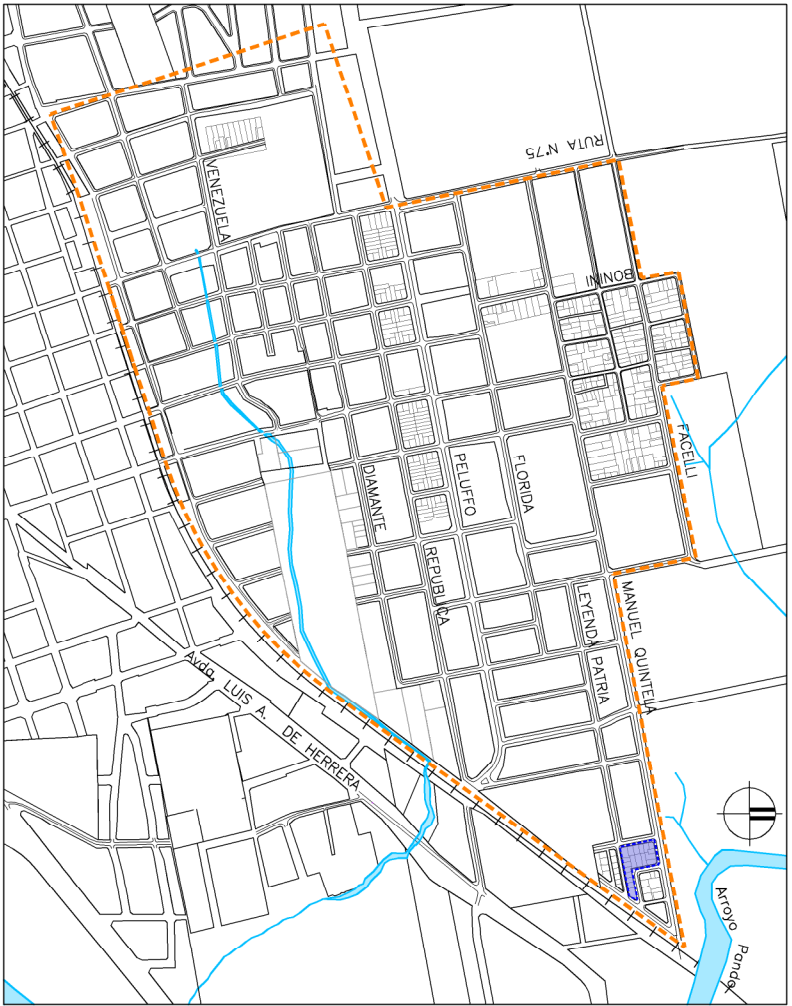 RUTA N°75
VENEZUELA
BONINI
FACELLI
DIAMANTE
PELUFFO
FLORIDA
REPUBLICA
LEYENDA PATRIA
MANUEL QUINTELA
Avda. LUIS A. DE HERRERA
Arroyo Pando